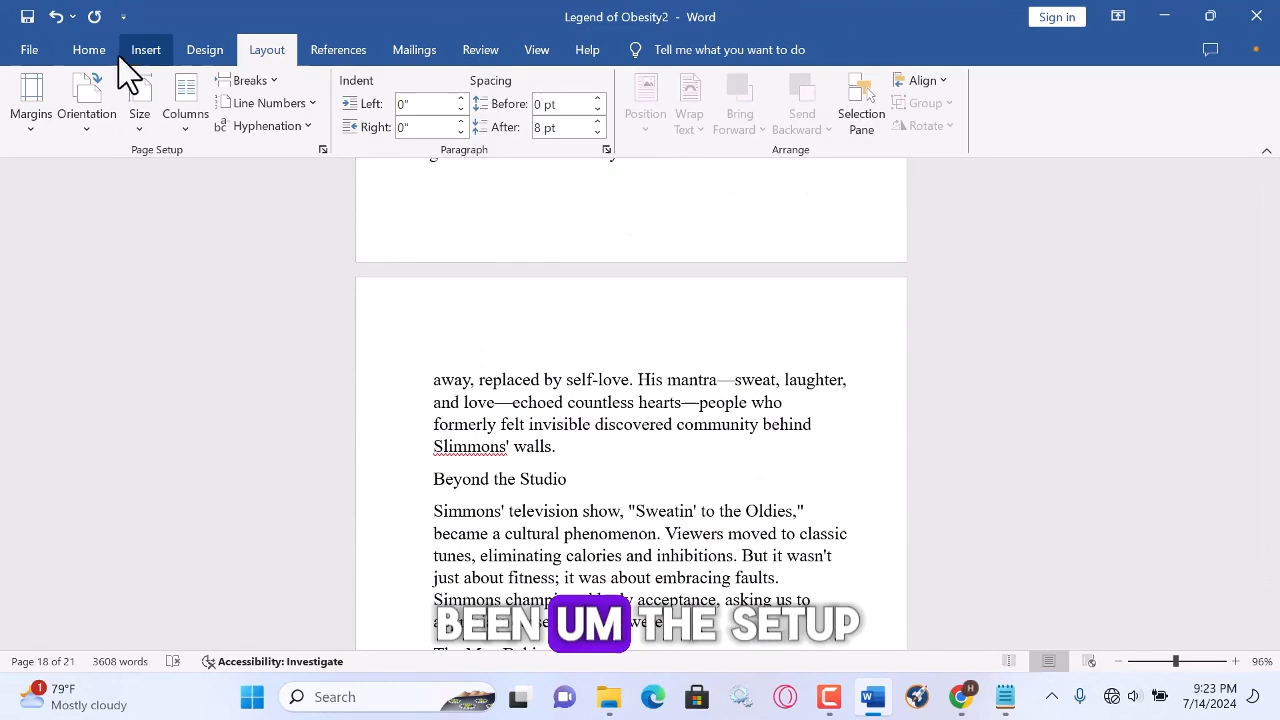 Legend of Obesity2 - Word
Sign in
File Home Insert Design Layout References Mailings Review View Help Tell me what you want to do
Margins Orientation Size Columns Breaks Line Numbers Hyphenation
Page Setup
Indent
Left: 0"
Right: 0"
Spacing
Before: 0 pt
After: 8 pt
Paragraph
Position Wrap Text Bring Forward Send Backward Selection Pane Align Group Rotate
Arrange
away, replaced by self-love. His mantra—sweat, laughter,
and love—echoed countless hearts—people who
formerly felt invisible discovered community behind
Slimmons' walls.
Beyond the Studio
Simmons' television show, "Sweatin' to the Oldies,"
became a cultural phenomenon. Viewers moved to classic
tunes, eliminating calories and inhibitions. But it wasn't
just about fitness; it was about embracing faults.
Simmons acceptance, asking us to
BEEN UM THE SETUP
Page 18 of 21 3608 words Accessibility: Investigate 96%
1
79°F
Mostly cloudy
Search
9:23 PM
7/14/2024